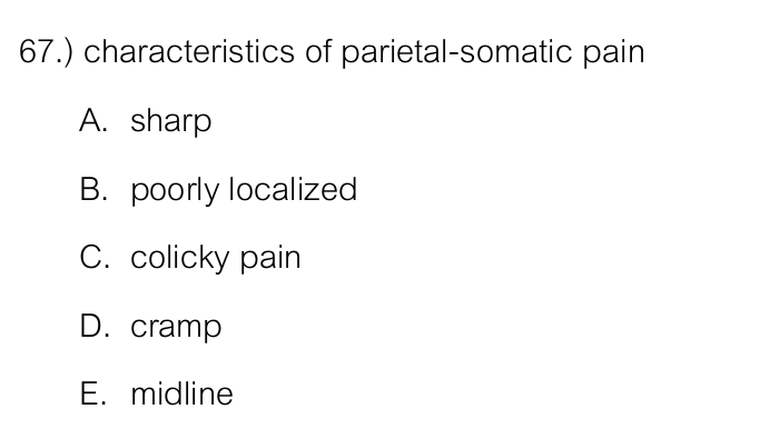 67.) characteristics of parietal-somatic pain
A. sharp
B. poorly localized
C. colicky pain
D. cramp
E. midline